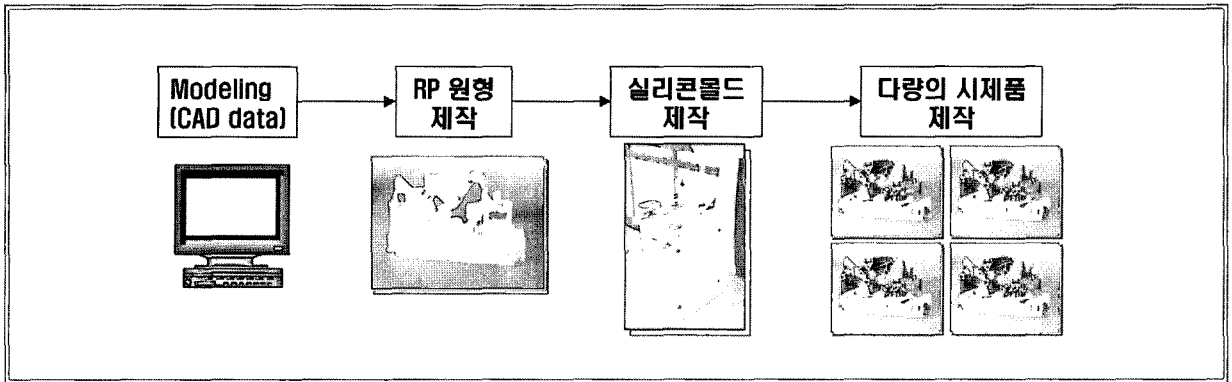 Modeling
(CAD data)
RP 원형
제작
실리콘몰드
제작
다량의 시제품
제작